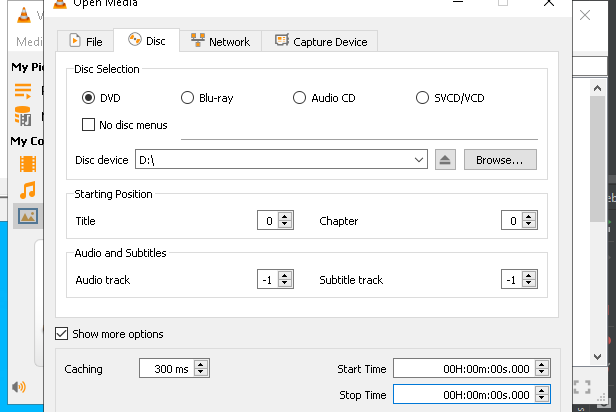 Open Media
Medi
File
Disc
Network
Capture Device
My Pi
Disc Selection
DVD
Blu-ray
Audio CD
SVCD/VCD
No disc menus
My Co
Disc device
D:\
Browse...
Starting Position
Title
0
Chapter
0
Audio and Subtitles
Audio track
-1
Subtitle track
-1
Show more options
Caching
300 ms
Start Time
00H:00m:00s.000
Stop Time
00H:00m:00s.000